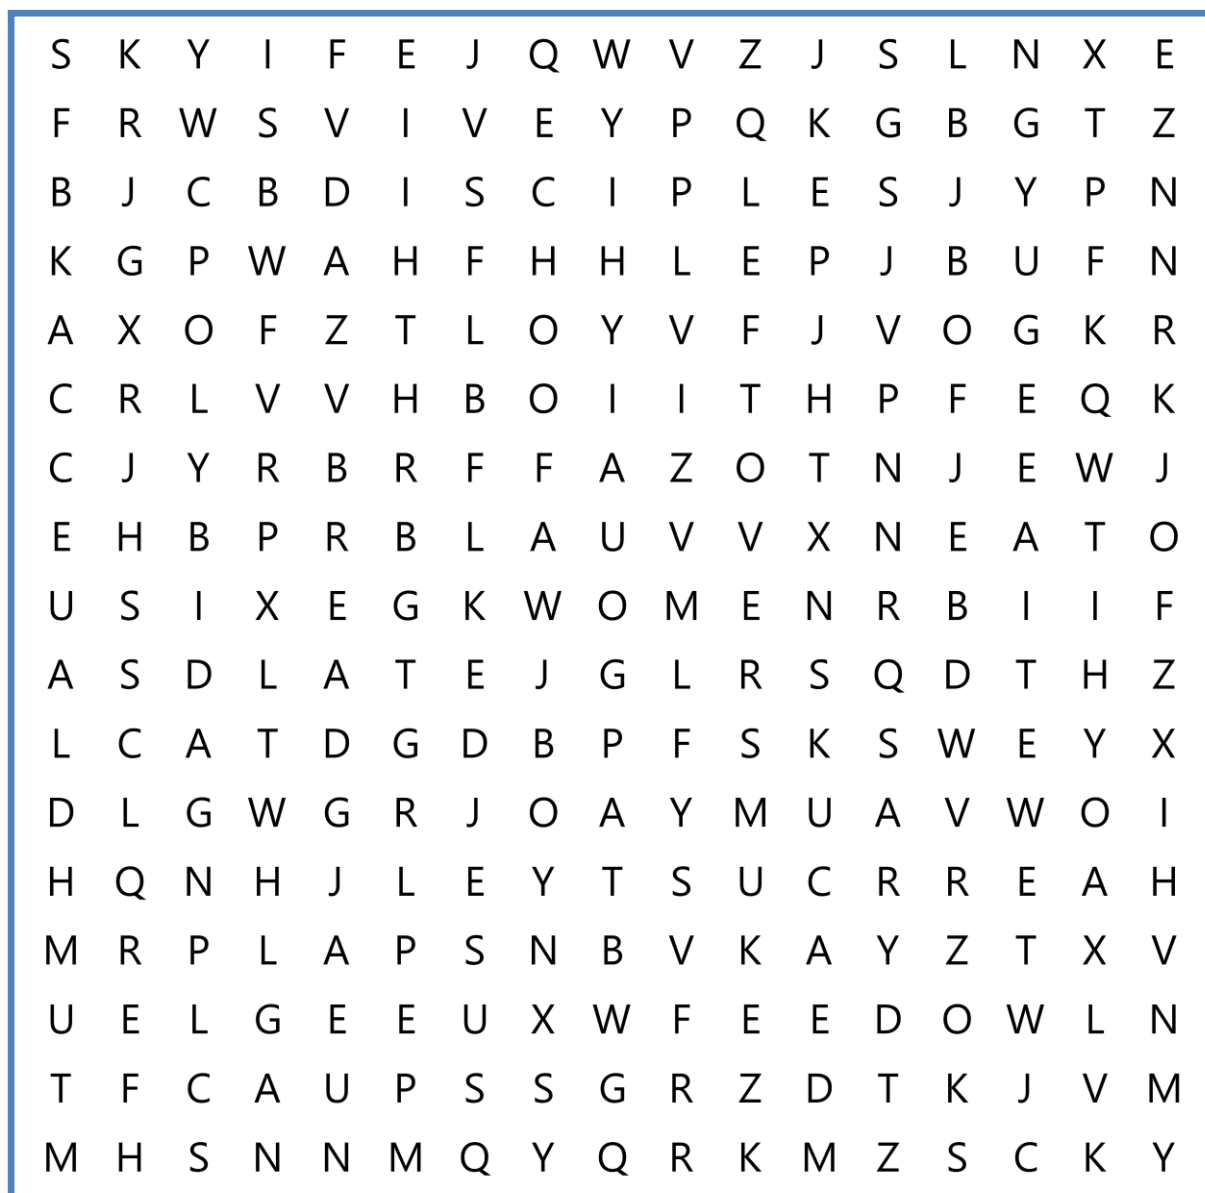 S K Y I F E J Q W V Z J S L N X E
F R W S V I V E Y P Q K G B G T Z
B J C B D I S C I P L E S J Y P N
K G P W A H F H H L E P J B U F N
A X O F Z T L O Y V F J V O G K R
C R L V V H B O I I T H P F E Q K
C J Y R B R F F A Z O T N J E W J
E H B P R B L A U V V X N E A T O
U S I X E G K W O M E N R B I I F
A S D L A T E J G L R S Q D T H Z
L C A T D G D B P F S K S W E Y X
D L G W G R J O A Y M U A V W O I
H Q N H J L E Y T S U C R R E A H
M R P L A P S N B V K A Y Z T X V
U E L G E E U X W F E E D O W L N
T F C A U P S S G R Z D T K J V M
M H S N N M Q Y Q R K M Z S C K Y